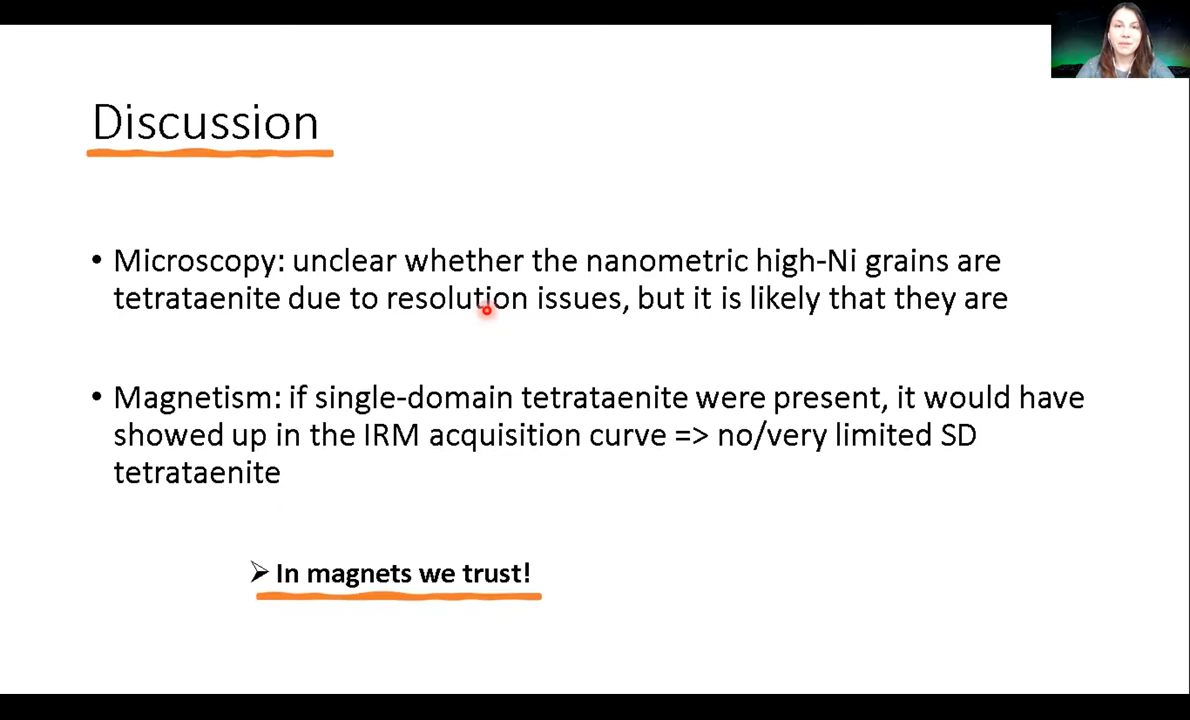 Discussion
• Microscopy: unclear whether the nanometric high-Ni grains are
tetrataenite due to resolution issues, but it is likely that they are
• Magnetism: if single-domain tetrataenite were present, it would have
showed up in the IRM acquisition curve => no/very limited SD
tetrataenite
➢ In magnets we trust!